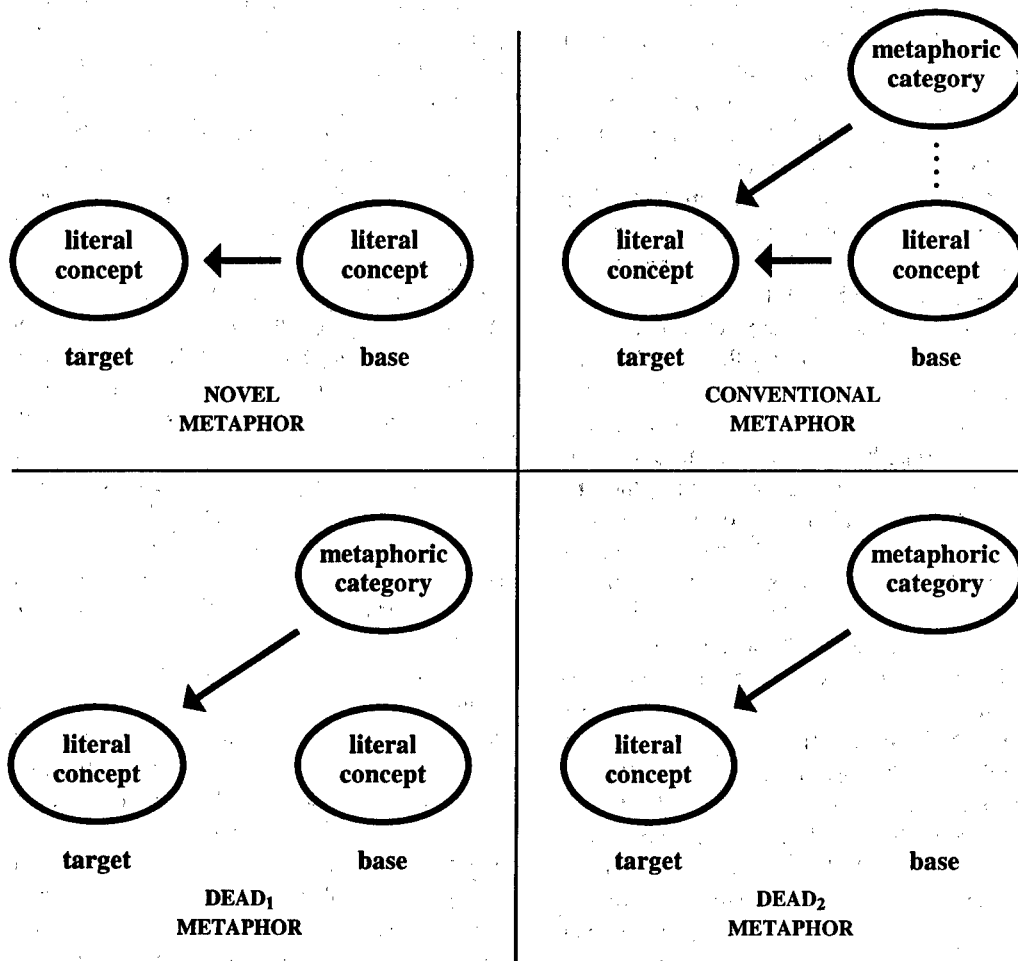 literal
concept
literal
concept
target
base
NOVEL
METAPHOR
metaphoric
category
literal
concept
literal
concept
target
base
CONVENTIONAL
METAPHOR
metaphoric
category
literal
concept
literal
concept
target
base
DEAD₁
METAPHOR
metaphoric
category
literal
concept
target
base
DEAD₂
METAPHOR